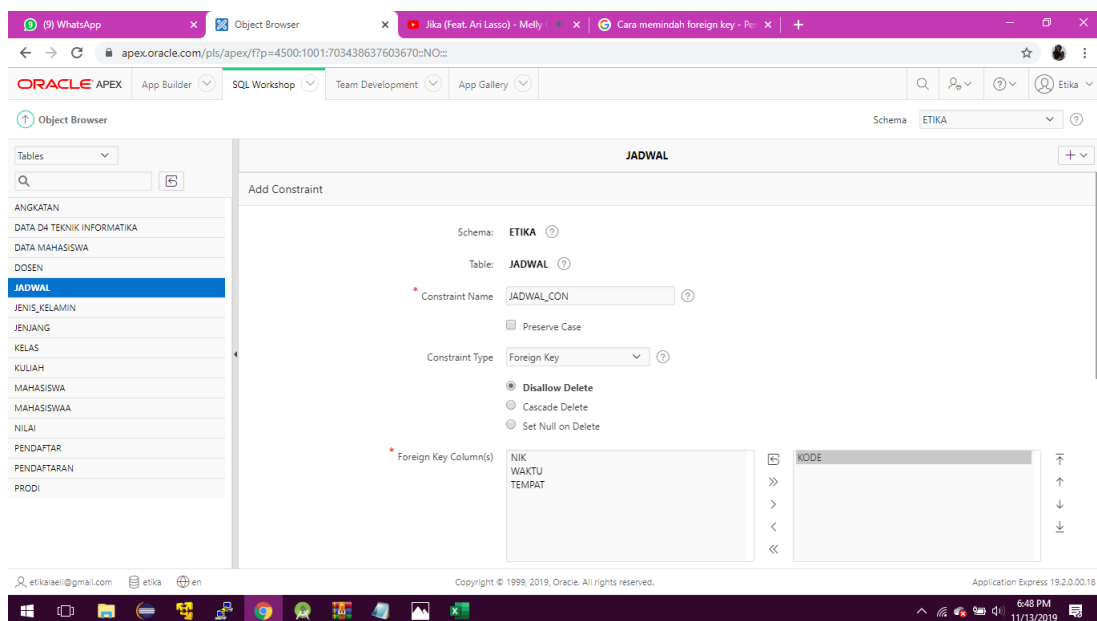 (9) WhatsApp
Object Browser
Jika (Feat. Ari Lasso) - Melly
Cara memindah foreign key - Pe
apex.oracle.com/pls/apex/f?p=4500:1001:703438637603670::NO:::
ORACLE APEX App Builder SQL Workshop Team Development App Gallery Etika
Object Browser Schema ETIKA
Tables
JADWAL
Add Constraint
ANGKATAN
DATA D4 TEKNIK INFORMATIKA
DATA MAHASISWA
DOSEN
JADWAL
JENIS_KELAMIN
JENJANG
KELAS
KULIAH
MAHASISWA
MAHASISWAA
NILAI
PENDAFTAR
PENDAFTARAN
PRODI
Schema: ETIKA
Table: JADWAL
* Constraint Name JADWAL_CON
Preserve Case
Constraint Type Foreign Key
Disallow Delete
Cascade Delete
Set Null on Delete
* Foreign Key Column(s)
NIK
WAKTU
TEMPAT
KODE
etikalaeli@gmail.com etika en
Copyright © 1999, 2019, Oracle. All rights reserved.
Application Express 19.2.0.00.18
6:48 PM
11/13/2019